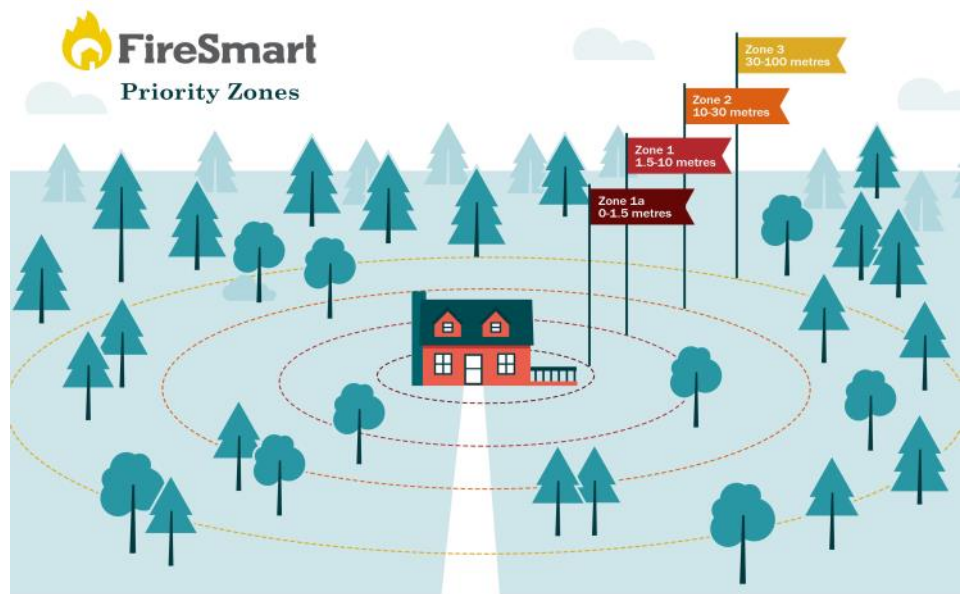 FireSmart
Priority Zones
Zone 3
30-100 metres
Zone 2
10-30 metres
Zone 1
1.5-10 metres
Zone 1a
0-1.5 metres